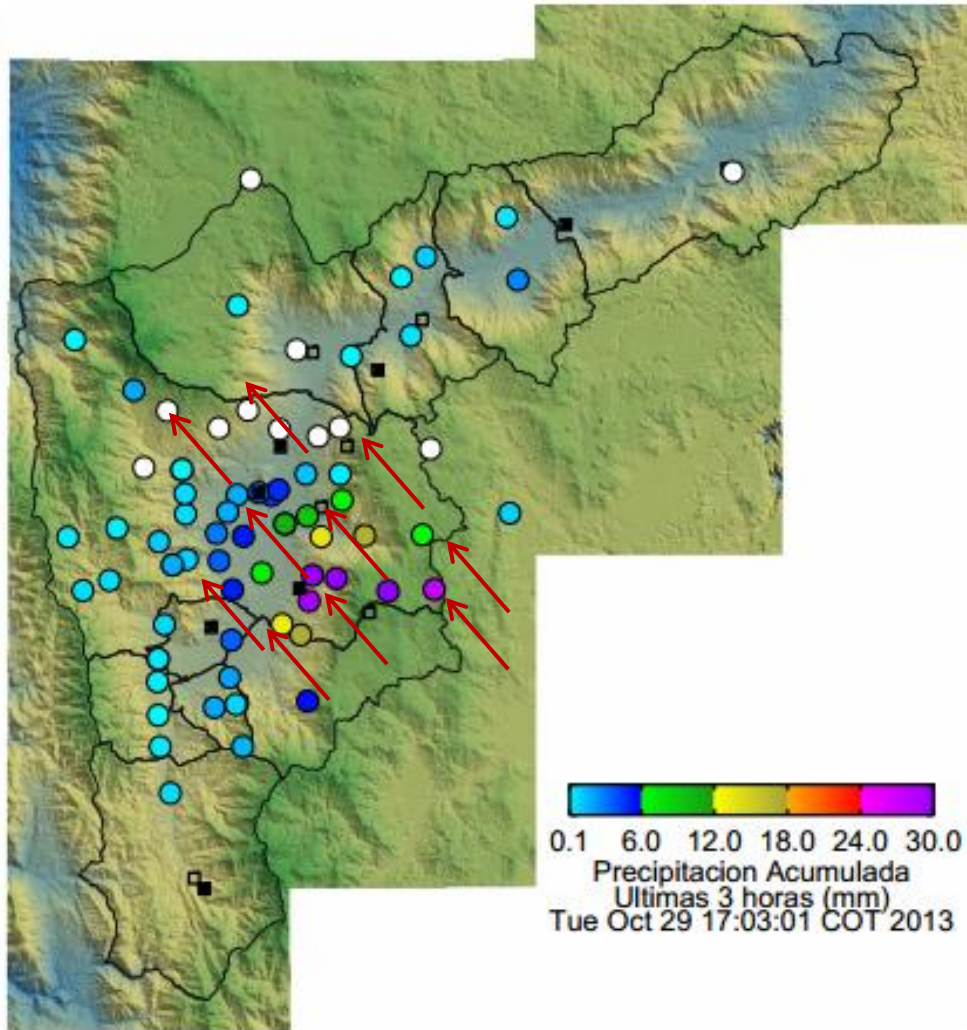 0.1 6.0 12.0 18.0 24.0 30.0
Precipitacion Acumulada
Ultimas 3 horas (mm)
Tue Oct 29 17:03:01 COT 2013